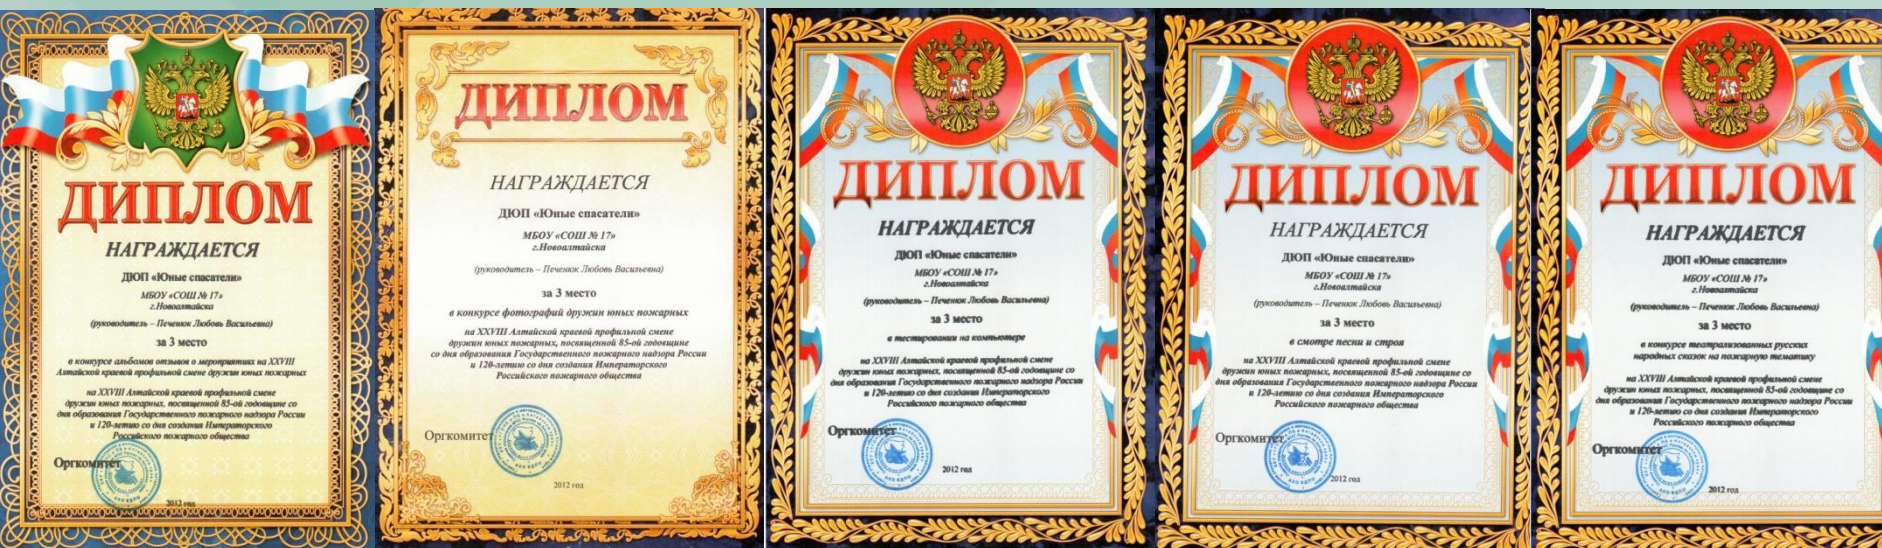 ДИПЛОМ
НАГРАЖДАЕТСЯ
ДЮП «Юные спасатели»
МБОУ «СОШ № 17»
г.Новоалтайска
(руководитель – Печенюк Любовь Васильевна)
за 3 место
в конкурсе альбомов отзывов о мероприятиях на XXVIII
Алтайской краевой профильной смене дружин юных пожарных
на XXVIII Алтайской краевой профильной смене
дружин юных пожарных, посвященной 85-ой годовщине со
дня образования Государственного пожарного надзора России
и 120-летию со дня создания Императорского
Российского пожарного общества
Оргкомитет
2012 год
ДИПЛОМ
НАГРАЖДАЕТСЯ
ДЮП «Юные спасатели»
МБОУ «СОШ № 17»
г.Новоалтайска
(руководитель – Печенюк Любовь Васильевна)
за 3 место
в конкурсе фотографий дружин юных пожарных
на XXVIII Алтайской краевой профильной смене
дружин юных пожарных, посвященной 85-ой годовщине
со дня образования Государственного пожарного надзора России
и 120-летию со дня создания Императорского
Российского пожарного общества
Оргкомитет
2012 год
ДИПЛОМ
НАГРАЖДАЕТСЯ
ДЮП «Юные спасатели»
МБОУ «СОШ № 17»
г.Новоалтайска
(руководитель – Печенюк Любовь Васильевна)
за 3 место
в тестировании на компьютере
на XXVIII Алтайской краевой профильной смене
дружин юных пожарных, посвященной 85-ой годовщине со
дня образования Государственного пожарного надзора России
и 120-летию со дня создания Императорского
Российского пожарного общества
Оргкомитет
2012 год
ДИПЛОМ
НАГРАЖДАЕТСЯ
ДЮП «Юные спасатели»
МБОУ «СОШ № 17»
г.Новоалтайска
(руководитель – Печенюк Любовь Васильевна)
за 3 место
в смотре песни и строя
на XXVIII Алтайской краевой профильной смене
дружин юных пожарных, посвященной 85-ой годовщине со
дня образования Государственного пожарного надзора России
и 120-летию со дня создания Императорского
Российского пожарного общества
Оргкомитет
2012 год
ДИПЛОМ
НАГРАЖДАЕТСЯ
ДЮП «Юные спасатели»
МБОУ «СОШ № 17»
г.Новоалтайска
(руководитель – Печенюк Любовь Васильевна)
за 3 место
в конкурсе театрализованных русских
народных сказок на пожарную тематику
на XXVIII Алтайской краевой профильной смене
дружин юных пожарных, посвященной 85-ой годовщине со
дня образования Государственного пожарного надзора России
и 120-летию со дня создания Императорского
Российского пожарного общества
Оргкомитет
2012 год